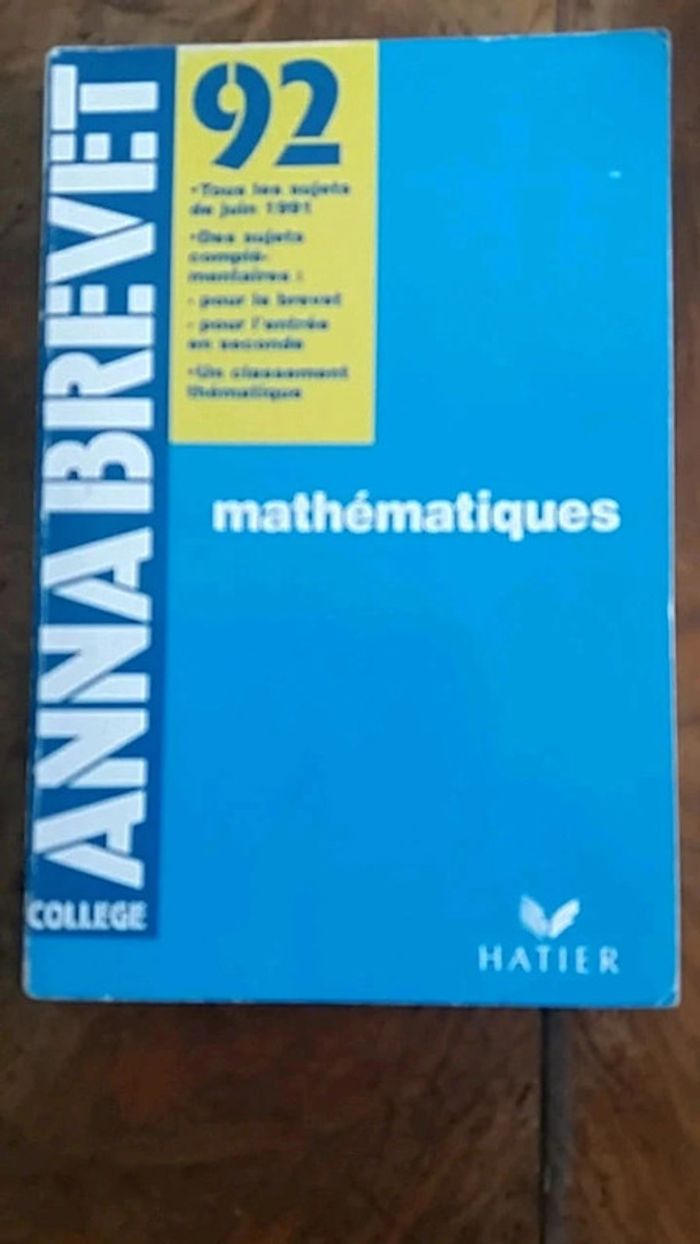 ANNABREVET
COLLEGE
92
•Tous les sujets
de juin 1991
•Des sujets
complé-
mentaires :
- pour le brevet
- pour l'entrée
en seconde
•Un classement
thématique
mathématiques
HATIER